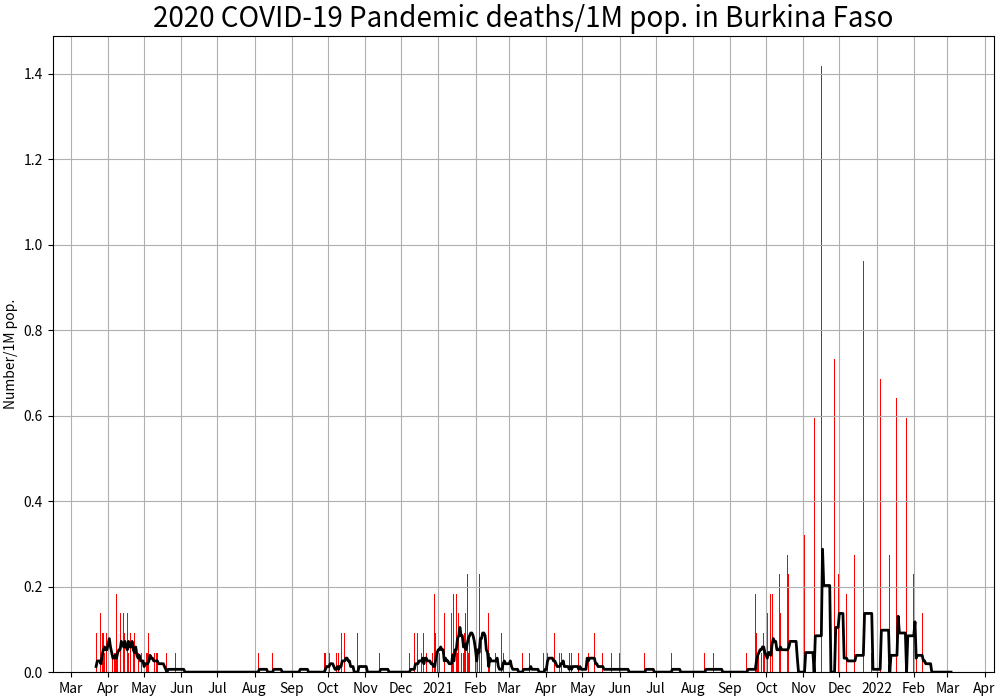 2020 COVID-19 Pandemic deaths/1M pop. in Burkina Faso
Number/1M pop.
1.4
1.2
1.0
0.8
0.6
0.4
0.2
0.0
Mar Apr May Jun Jul Aug Sep Oct Nov Dec 2021 Feb Mar Apr May Jun Jul Aug Sep Oct Nov Dec 2022 Feb Mar Apr